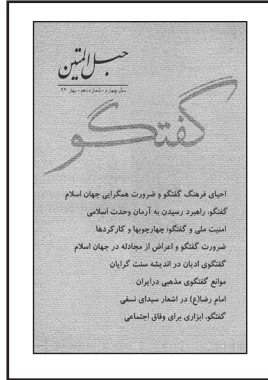 حبل المتین
سال چهارم - شماره دهم - بهار ۹۴
گفتگو
احیای فرهنگ گفتگو و ضرورت همگرایی جهان اسلام
گفتگو، راهبرد رسیدن به آرمان وحدت اسلامی
امنیت ملی و گفتگو؛ چهارچوبها و کارکردها
ضرورت گفتگو و اعراض از مجادله در جهان اسلام
گفتگوی ادیان در اندیشه سنت گرایان
موانع گفتگوی مذهبی درایران
امام رضا(ع) در اشعار سیدای نسفی
گفتگو، ابزاری برای وفاق اجتماعی